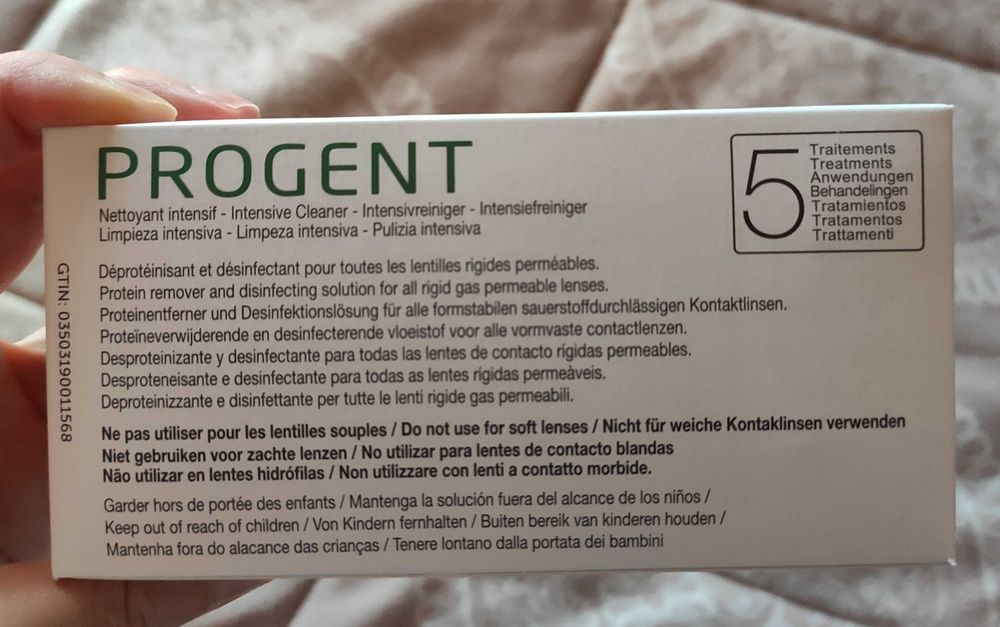 PROGENT
Nettoyant intensif - Intensive Cleaner - Intensivreiniger - Intensiefreiniger
Limpieza intensiva - Limpeza intensiva - Pulizia intensiva
5
Traitements
Treatments
Anwendungen
Behandelingen
Tratamientos
Tratamentos
Trattamenti
GTIN: 03503190011568
Déprotéinisant et désinfectant pour toutes les lentilles rigides perméables.
Protein remover and disinfecting solution for all rigid gas permeable lenses.
Proteinentferner und Desinfektionslösung für alle formstabilen sauerstoffdurchlässigen Kontaktlinsen.
Proteïneverwijderende en desinfecterende vloeistof voor alle vormvaste contactlenzen.
Desproteinizante y desinfectante para todas las lentes de contacto rígidas permeables.
Desproteneisante e desinfectante para todas as lentes rígidas permeàveis.
Deproteinizzante e disinfettante per tutte le lenti rigide gas permeabili.
Ne pas utiliser pour les lentilles souples / Do not use for soft lenses / Nicht für weiche Kontaklinsen verwenden
Niet gebruiken voor zachte lenzen / No utilizar para lentes de contacto blandas
Não utilizar en lentes hidrófilas / Non utilizzare con lenti a contatto morbide.
Garder hors de portée des enfants / Mantenga la solución fuera del alcance de los niños /
Keep out of reach of children / Von Kindern fernhalten / Buiten bereik van kinderen houden /
Mantenha fora do alacance das crianças / Tenere lontano dalla portata dei bambini